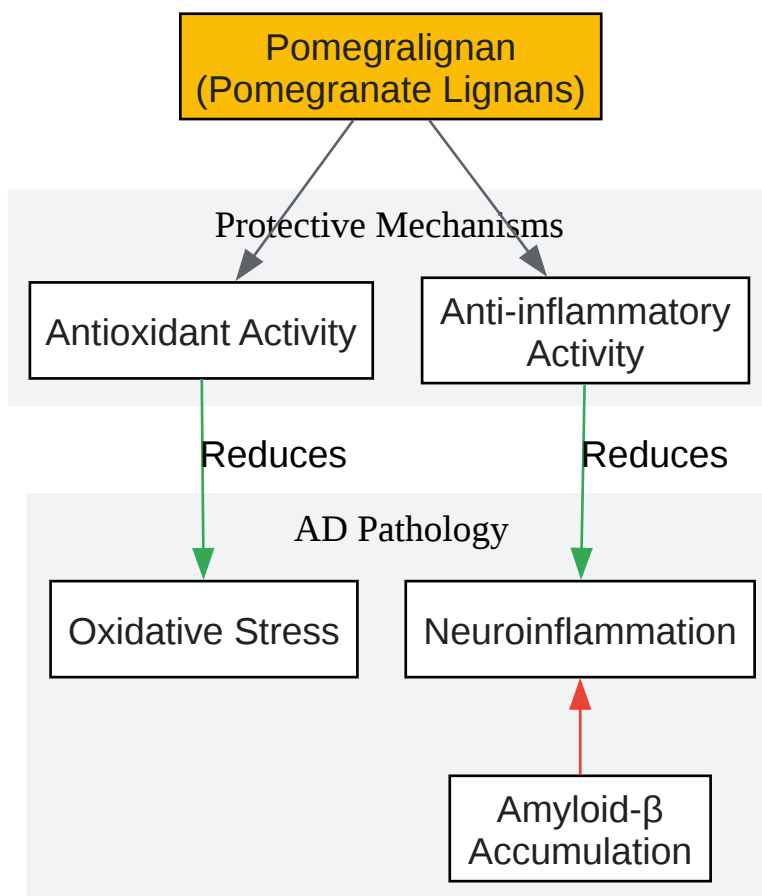 Pomegralignan
(Pomegranate Lignans)
Protective Mechanisms
Antioxidant Activity
Anti-inflammatory
Activity
Reduces
Reduces
AD Pathology
Oxidative Stress
Neuroinflammation
Amyloid-β
Accumulation